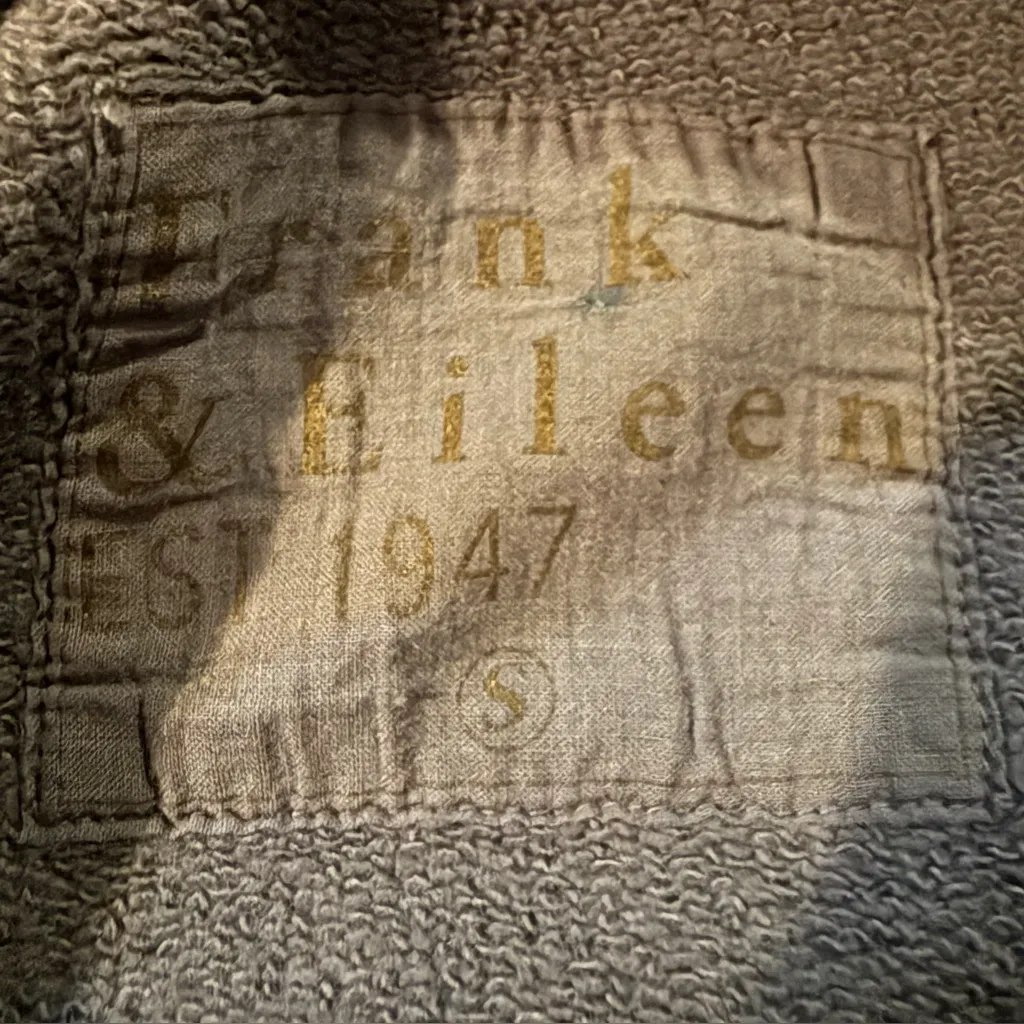 Frank
& Eileen
EST 1947
S